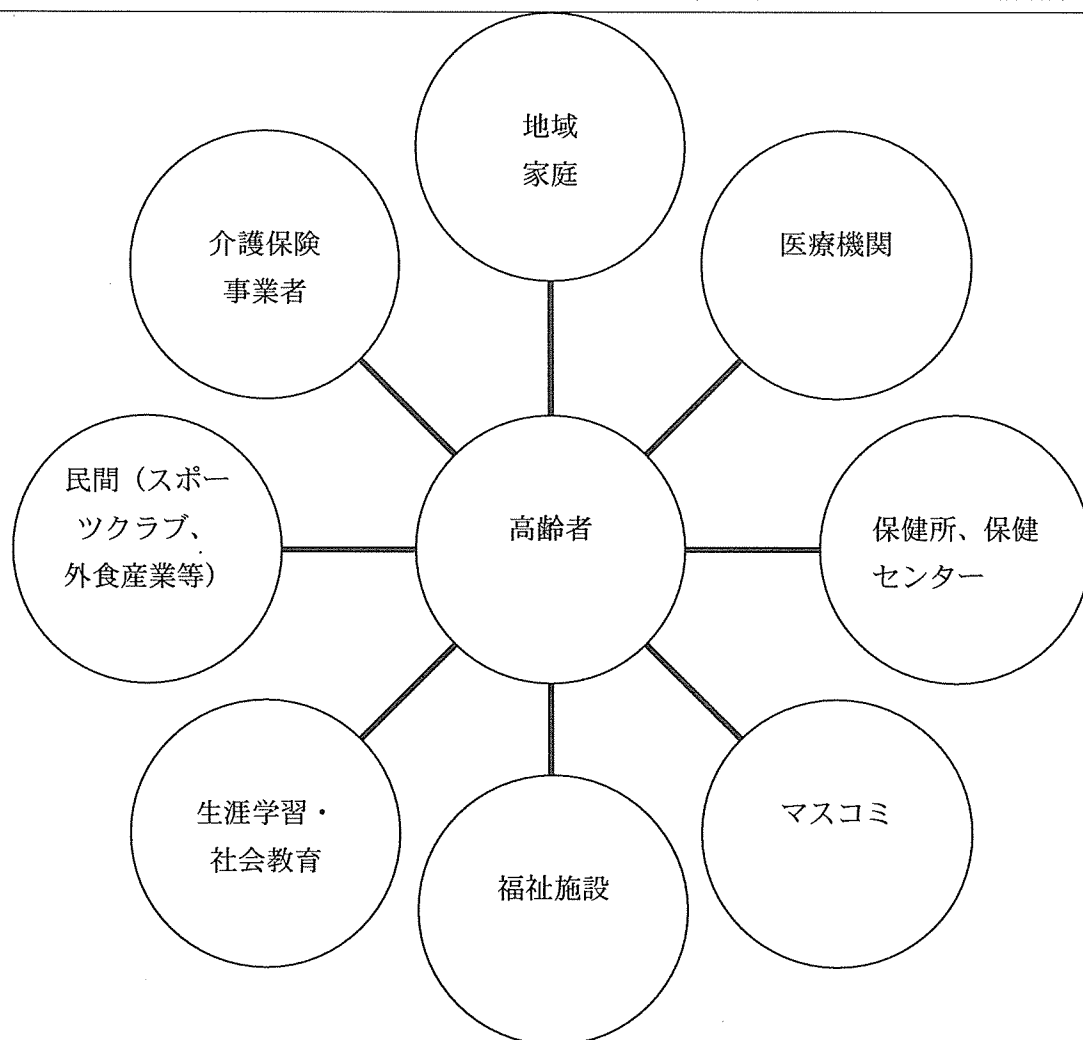 地域
家庭
介護保険
事業者
医療機関
民間（スポー
ツクラブ、
外食産業等）
高齢者
保健所、保健
センター
生涯学習・
社会教育
マスコミ
福祉施設